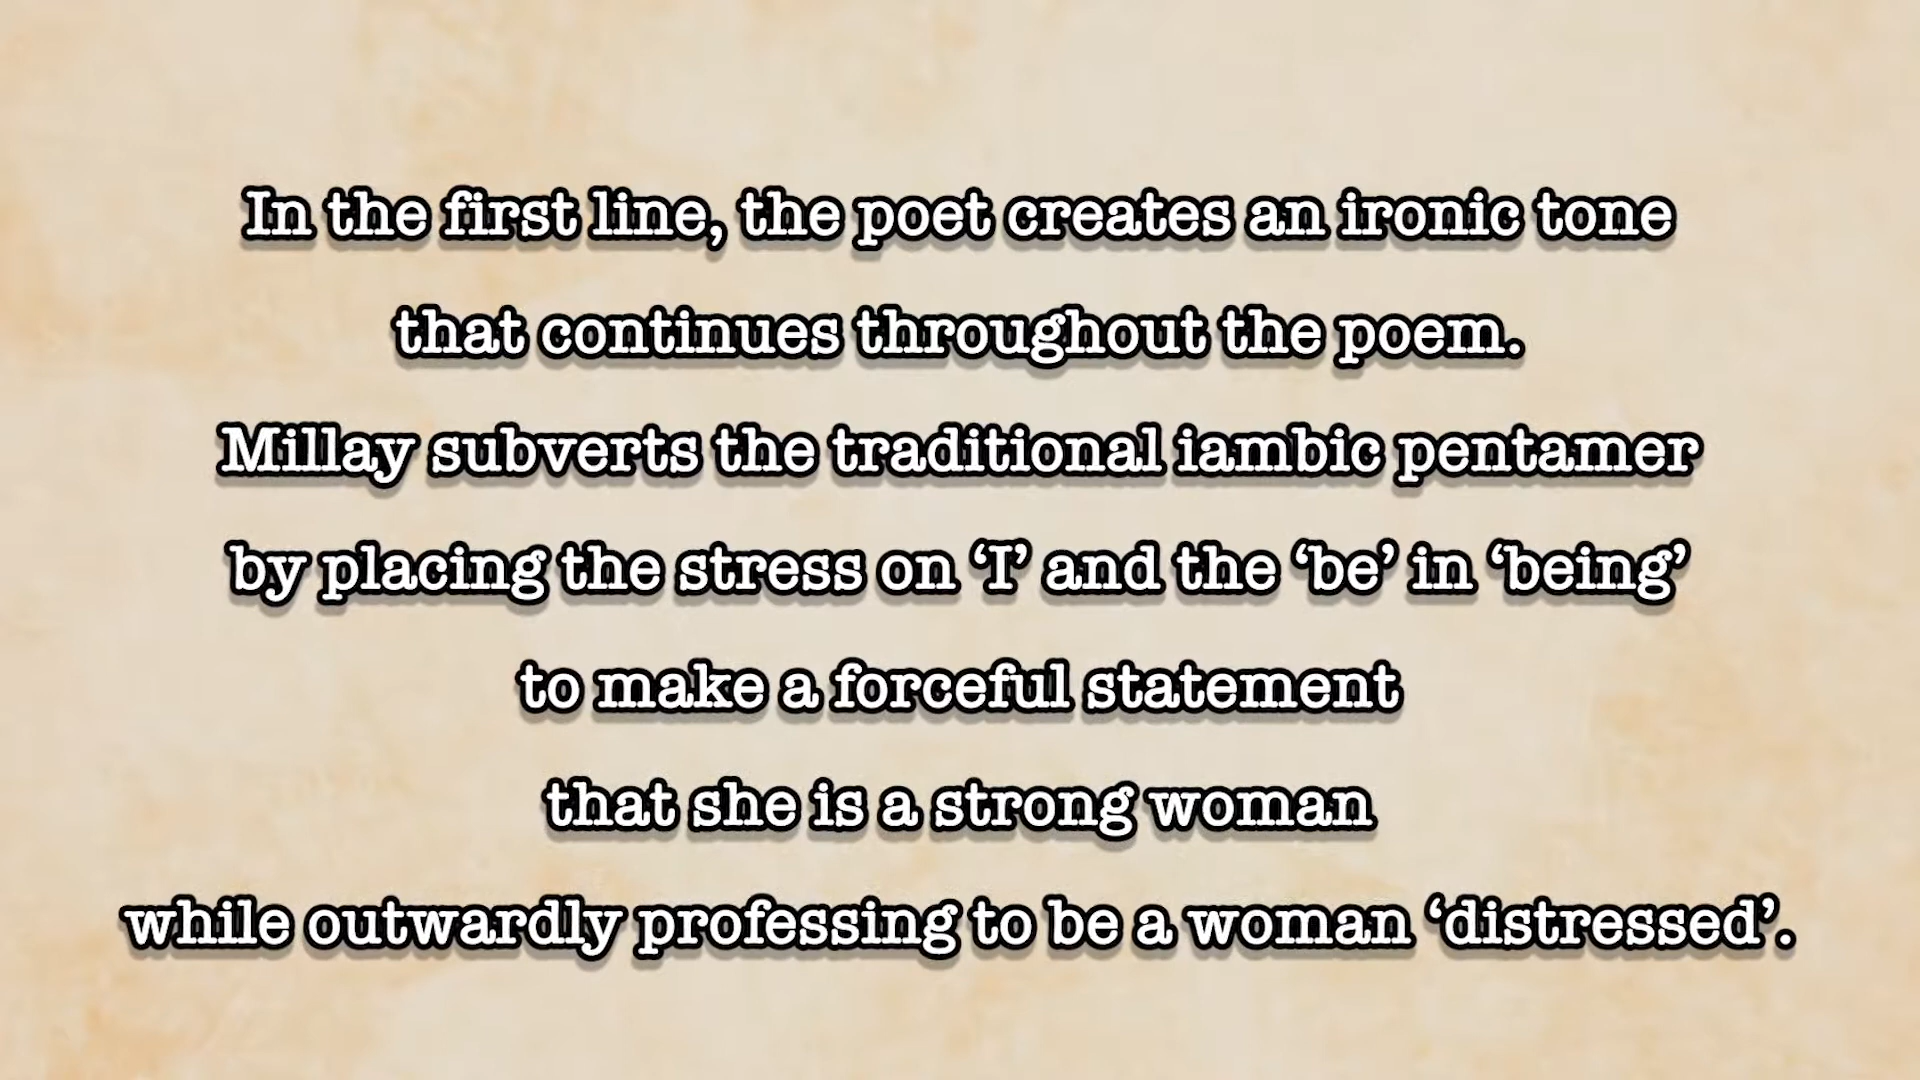 In the first line, the poet creates an ironic tone
that continues throughout the poem.
Millay subverts the traditional iambic pentamer
by placing the stress on ‘I’ and the ‘be’ in ‘being’
to make a forceful statement
that she is a strong woman
while outwardly professing to be a woman ‘distressed’.